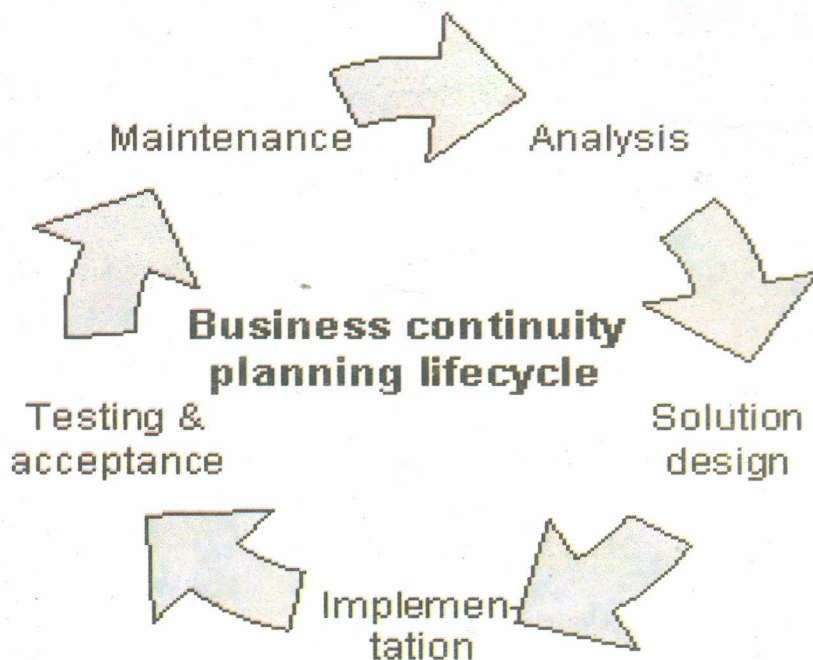 Maintenance
Analysis
Business continuity
planning lifecycle
Testing &
acceptance
Solution
design
Implemen-
tation